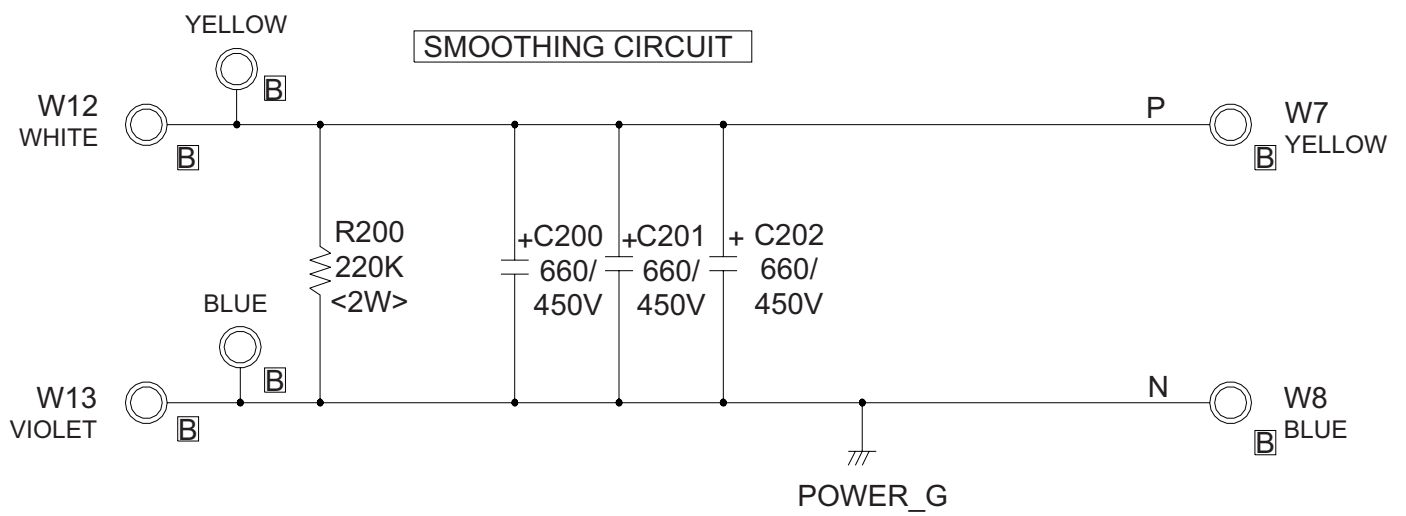 YELLOW
SMOOTHING CIRCUIT
B
W12
WHITE
B
P
W7
YELLOW
B
R200
220K
<2W>
+C200
660/
450V
+C201
660/
450V
+ C202
660/
450V
BLUE
B
W13
VIOLET
B
N
W8
BLUE
B
POWER_G